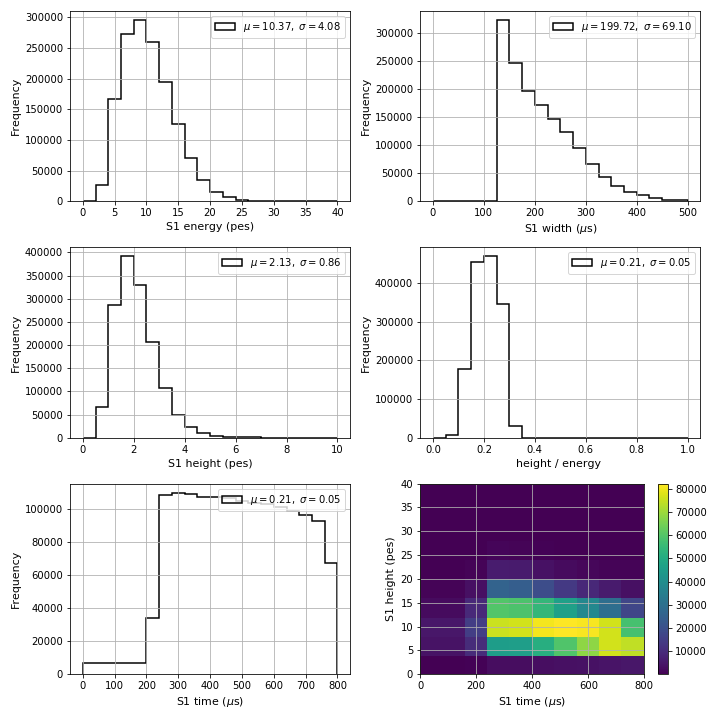 μ = 10.37, σ = 4.08
Frequency
300000
250000
200000
150000
100000
50000
0
0 5 10 15 20 25 30 35 40
S1 energy (pes)
μ = 199.72, σ = 69.10
Frequency
300000
250000
200000
150000
100000
50000
0
0 100 200 300 400 500
S1 width (μs)
μ = 2.13, σ = 0.86
Frequency
400000
350000
300000
250000
200000
150000
100000
50000
0
0 2 4 6 8 10
S1 height (pes)
μ = 0.21, σ = 0.05
Frequency
400000
300000
200000
100000
0
0.0 0.2 0.4 0.6 0.8 1.0
height / energy
μ = 0.21, σ = 0.05
Frequency
100000
80000
60000
40000
20000
0
0 100 200 300 400 500 600 700 800
S1 time (μs)
S1 height (pes)
40
35
30
25
20
15
10
5
0
0 200 400 600 800
S1 time (μs)
80000
70000
60000
50000
40000
30000
20000
10000